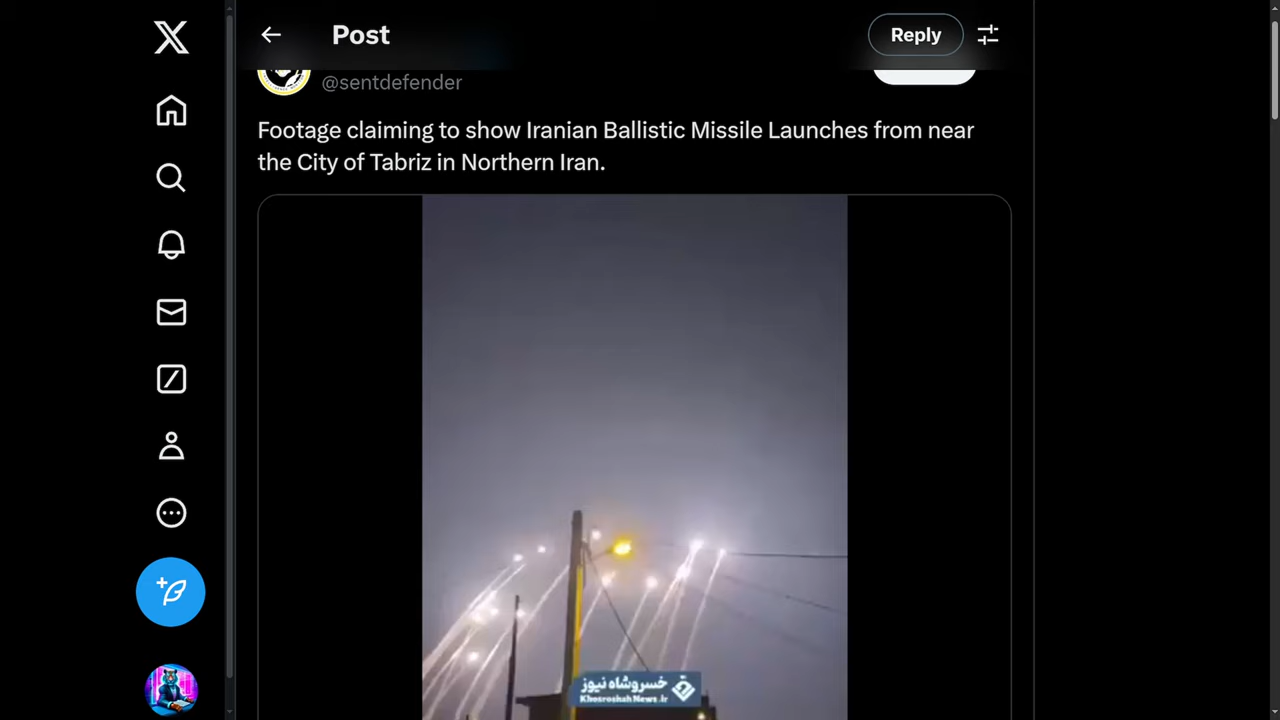 Post
Reply
@sentdefender
Footage claiming to show Iranian Ballistic Missile Launches from near
the City of Tabriz in Northern Iran.
خسروشاه نیوز
Khosroshah News.ir